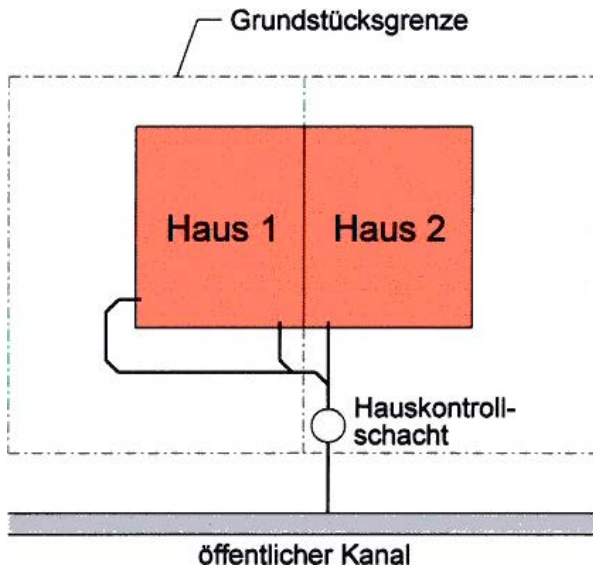 Grundstücksgrenze
Haus 1
Haus 2
Hauskontroll-
schacht
öffentlicher Kanal